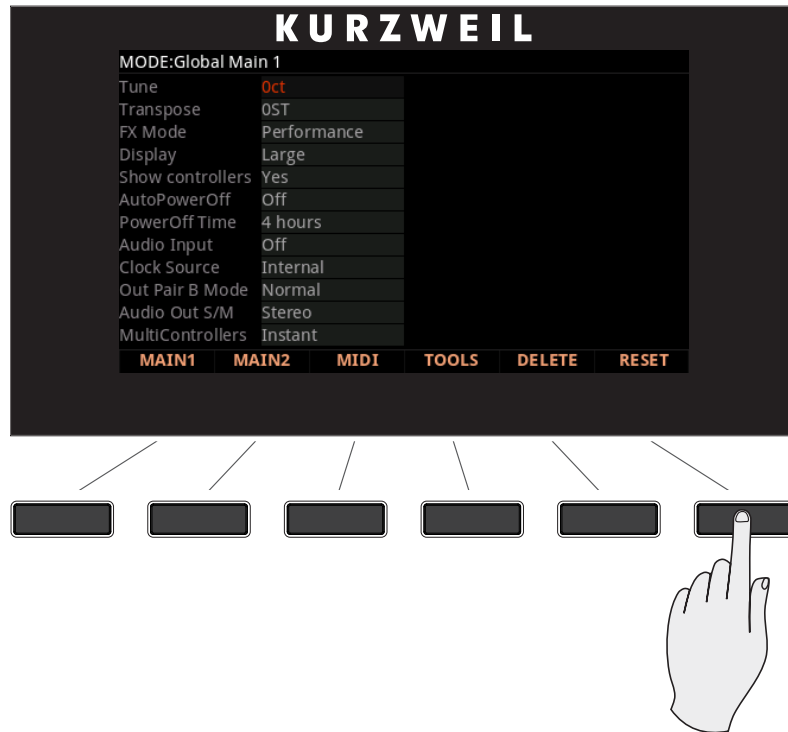 KURZWEIL
MODE:Global Main 1
Tune 0ct
Transpose 0ST
FX Mode Performance
Display Large
Show controllers Yes
AutoPowerOff Off
PowerOff Time 4 hours
Audio Input Off
Clock Source Internal
Out Pair B Mode Normal
Audio Out S/M Stereo
MultiControllers Instant
MAIN1 MAIN2 MIDI TOOLS DELETE RESET